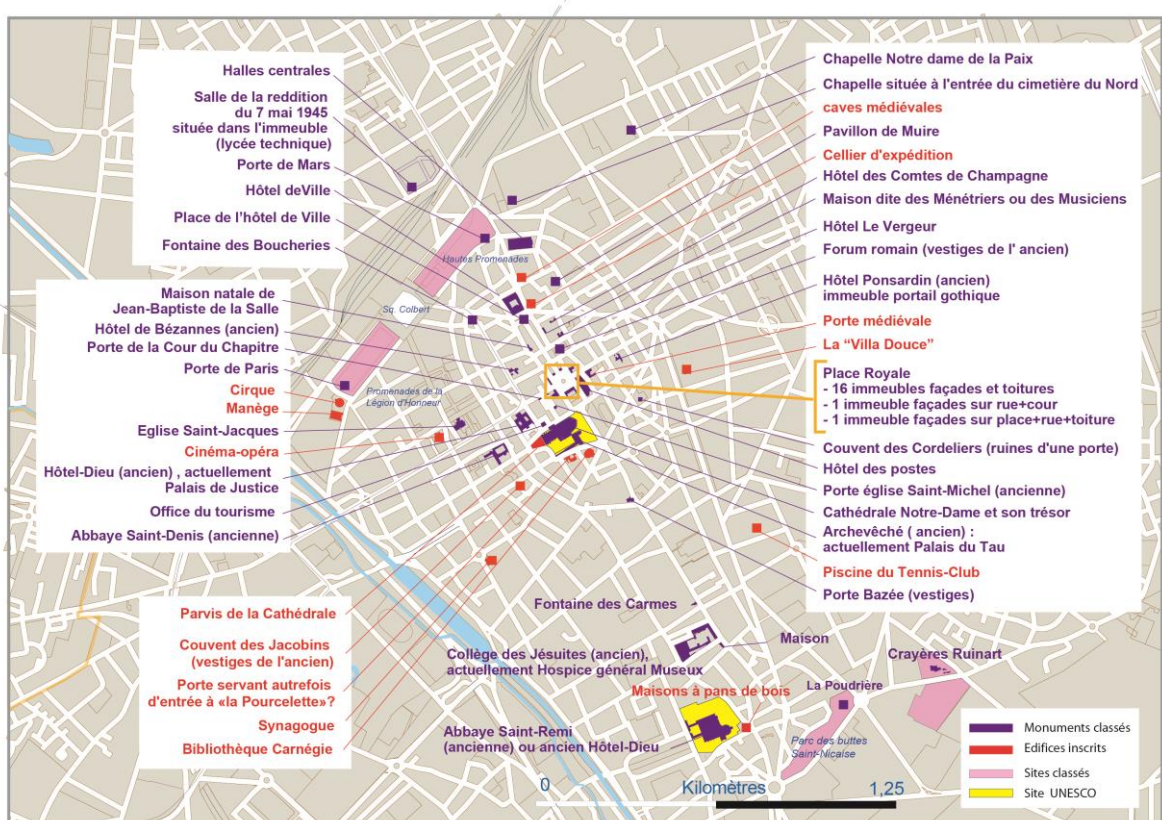 Halles centrales
Salle de la reddition
du 7 mai 1945
située dans l'immeuble
(lycée technique)
Porte de Mars
Hôtel deVille
Place de l'hôtel de Ville
Fontaine des Boucheries
Maison natale de
Jean-Baptiste de la Salle
Hôtel de Bézannes (ancien)
Porte de la Cour du Chapitre
Porte de Paris
Cirque
Manège
Eglise Saint-Jacques
Cinéma-opéra
Hôtel-Dieu (ancien) , actuellement
Palais de Justice
Office du tourisme
Abbaye Saint-Denis (ancienne)
Parvis de la Cathédrale
Couvent des Jacobins
(vestiges de l'ancien)
Porte servant autrefois
d'entrée à «la Pourcelette»?
Synagogue
Bibliothèque Carnégie
Hautes Promenades
Sq. Colbert
Promenades de la
Légion d'Honneur
Chapelle Notre dame de la Paix
Chapelle située à l'entrée du cimetière du Nord
caves médiévales
Pavillon de Muire
Cellier d'expédition
Hôtel des Comtes de Champagne
Maison dite des Ménétriers ou des Musiciens
Hôtel Le Vergeur
Forum romain (vestiges de l' ancien)
Hôtel Ponsardin (ancien)
immeuble portail gothique
Porte médiévale
La "Villa Douce"
Place Royale
- 16 immeubles façades et toitures
- 1 immeuble façades sur rue+cour
- 1 immeuble façades sur place+rue+toiture
Couvent des Cordeliers (ruines d'une porte)
Hôtel des postes
Porte église Saint-Michel (ancienne)
Cathédrale Notre-Dame et son trésor
Archevêché ( ancien) :
actuellement Palais du Tau
Piscine du Tennis-Club
Porte Bazée (vestiges)
Fontaine des Carmes
Maison
Collège des Jésuites (ancien),
actuellement Hospice général Museux
Crayères Ruinart
Maisons à pans de bois
La Poudrière
Abbaye Saint-Remi
(ancienne) ou ancien Hôtel-Dieu
Parc des buttes
Saint-Nicaise
0 Kilomètres 1,25
Monuments classés
Edifices inscrits
Sites classés
Site UNESCO